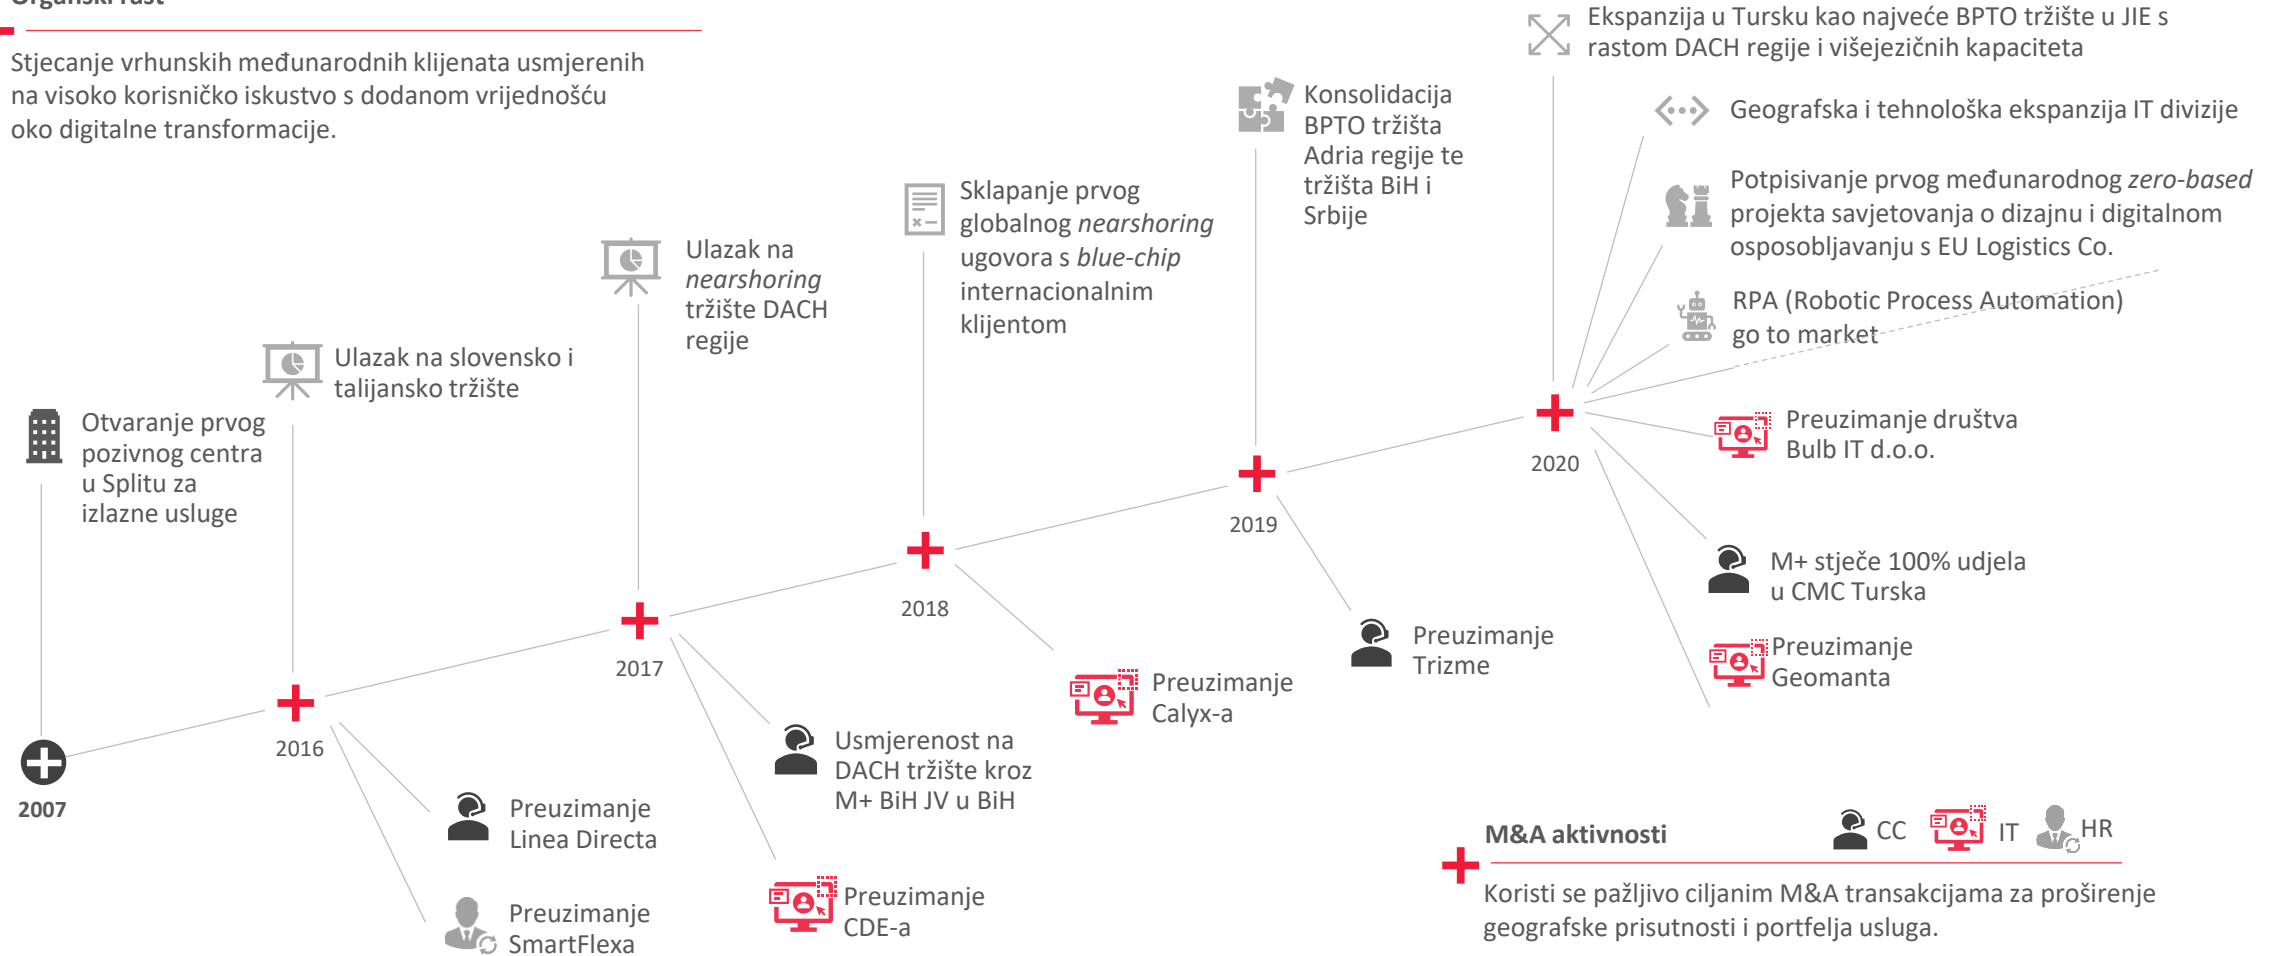 Organski rast
Stjecanje vrhunskih međunarodnih klijenata usmjerenih
na visoko korisničko iskustvo s dodanom vrijednošću
oko digitalne transformacije.
Otvaranje prvog
pozivnog centra
u Splitu za
izlazne usluge
2007
Ulazak na slovensko i
talijansko tržište
2016
Preuzimanje
Linea Directa
Preuzimanje
SmartFlexa
Ulazak na
nearshoring
tržište DACH
regije
2017
Usmjerenost na
DACH tržište kroz
M+ BiH JV u BiH
Preuzimanje
CDE-a
Sklapanje prvog
globalnog nearshoring
ugovora s blue-chip
internacionalnim
klijentom
2018
Preuzimanje
Calyx-a
Konsolidacija
BPTO tržišta
Adria regije te
tržišta BiH i
Srbije
2019
Preuzimanje
Trizme
Ekspanzija u Tursku kao najveće BPTO tržište u JIE s
rastom DACH regije i višejezičnih kapaciteta
Geografska i tehnološka ekspanzija IT divizije
Potpisivanje prvog međunarodnog zero-based
projekta savjetovanja o dizajnu i digitalnom
osposobljavanju s EU Logistics Co.
RPA (Robotic Process Automation)
go to market
2020
Preuzimanje društva
Bulb IT d.o.o.
M+ stječe 100% udjela
u CMC Turska
Preuzimanje
Geomanta
M&A aktivnosti
CC
IT
HR
Koristi se pažljivo ciljanim M&A transakcijama za proširenje
geografske prisutnosti i portfelja usluga.